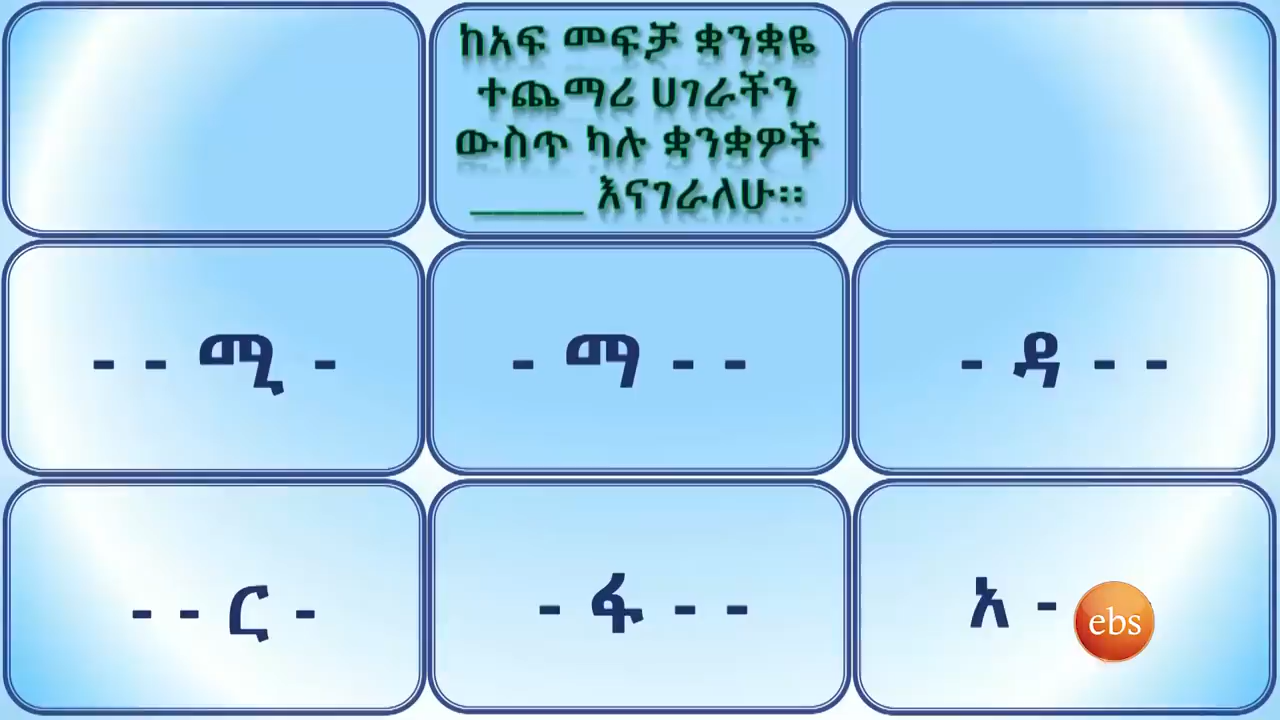 ከአፍ መፍቻ ቋንቋዬ
ተጨማሪ ሀገራችን
ውስጥ ካሉ ቋንቋዎች
______ እናገራለሁ።
- - ሚ -
- ማ - -
- ዳ - -
- - ር -
- ፋ - -
አ -
ebs